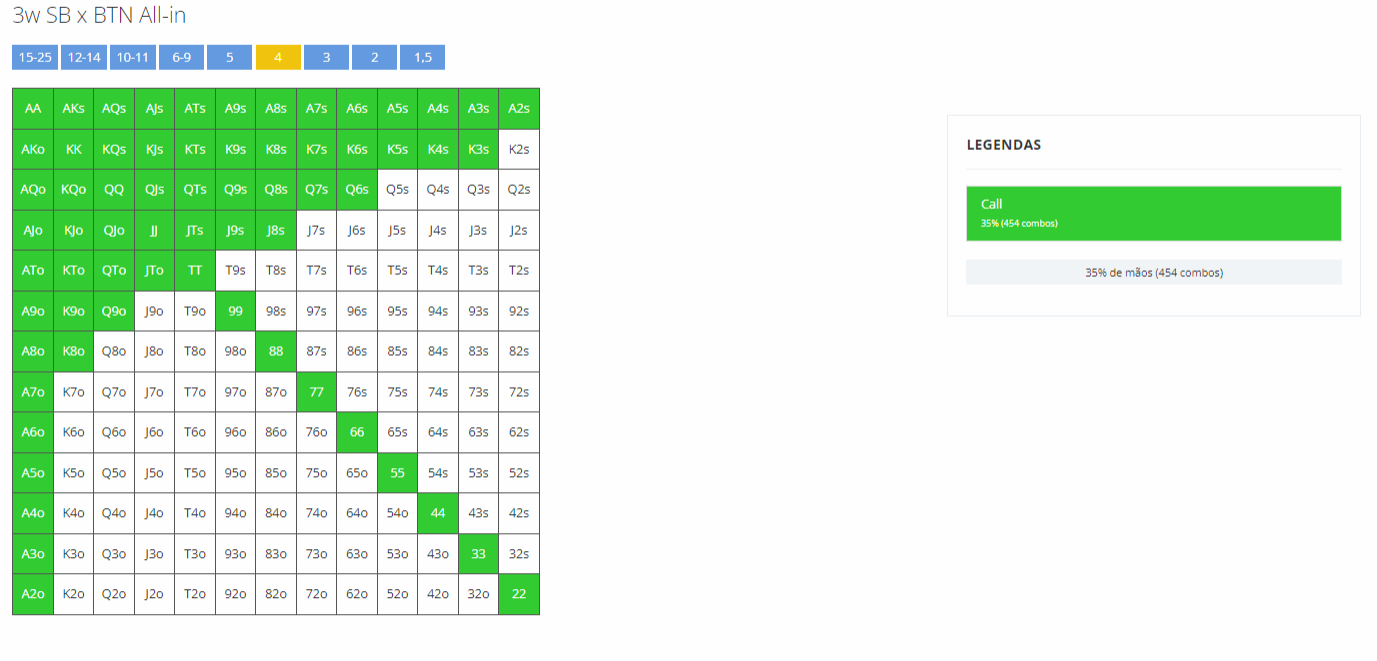 3w SB x BTN All-in
15-25 12-14 10-11 6-9 5 4 3 2 1,5
AA AKs AQs AJs ATs A9s A8s A7s A6s A5s A4s A3s A2s
AKo KK KQs KJs KTs K9s K8s K7s K6s K5s K4s K3s K2s
AQo KQo QQ QJs QTs Q9s Q8s Q7s Q6s Q5s Q4s Q3s Q2s
AJo KJo QJo JJ JTs J9s J8s J7s J6s J5s J4s J3s J2s
ATo KTo QTo JTo TT T9s T8s T7s T6s T5s T4s T3s T2s
A9o K9o Q9o J9o T9o 99 98s 97s 96s 95s 94s 93s 92s
A8o K8o Q8o J8o T8o 98o 88 87s 86s 85s 84s 83s 82s
A7o K7o Q7o J7o T7o 97o 87o 77 76s 75s 74s 73s 72s
A6o K6o Q6o J6o T6o 96o 86o 76o 66 65s 64s 63s 62s
A5o K5o Q5o J5o T5o 95o 85o 75o 65o 55 54s 53s 52s
A4o K4o Q4o J4o T4o 94o 84o 74o 64o 54o 44 43s 42s
A3o K3o Q3o J3o T3o 93o 83o 73o 63o 53o 43o 33 32s
A2o K2o Q2o J2o T2o 92o 82o 72o 62o 52o 42o 32o 22
LEGENDAS
Call
35% (454 combos)
35% de mãos (454 combos)